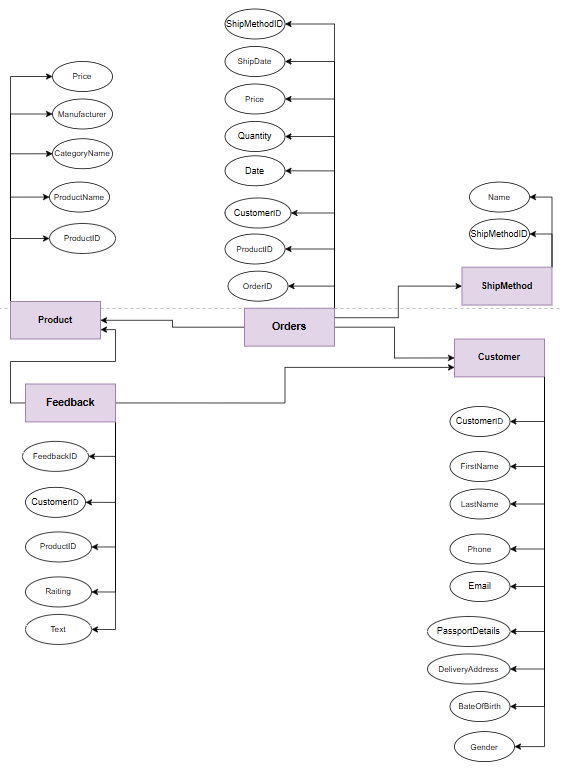 Price
Manufacturer
CategoryName
ProductName
ProductID
Product
ShipMethodID
ShipDate
Price
Quantity
Date
CustomerID
ProductID
OrderID
Orders
Name
ShipMethodID
ShipMethod
Customer
CustomerID
FirstName
LastName
Phone
Email
PassportDetails
DeliveryAddress
BateOfBirth
Gender
Feedback
FeedbackID
CustomerID
ProductID
Raiting
Text